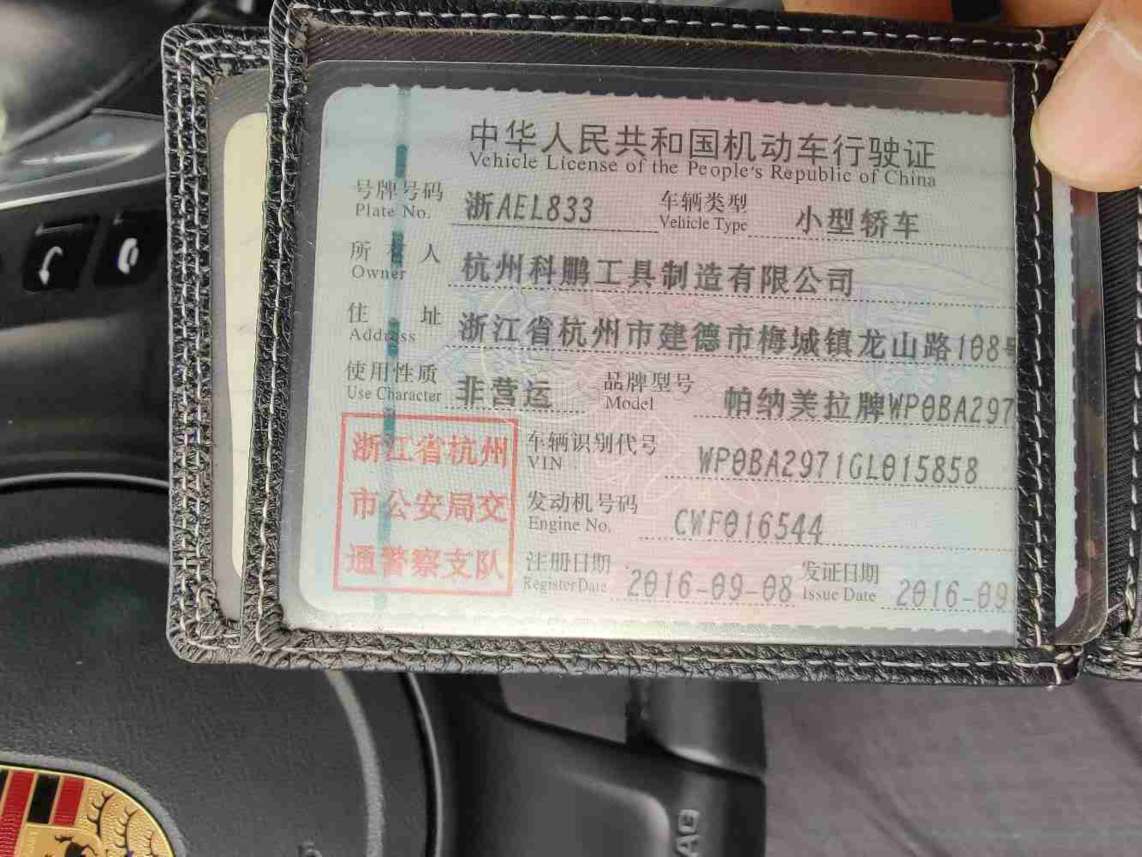 中华人民共和国机动车行驶证
Vehicle License of the People's Republic of China
号牌号码 浙AEL833 车辆类型 小型轿车
Plate No. Vehicle Type
所 人 杭州科鹏工具制造有限公司
Owner
住 址 浙江省杭州市建德市梅城镇龙山路108号
Address
使用性质 非营运 品牌型号 帕纳美拉牌WP0BA297
Use Character Model
浙江省杭州 车辆识别代号 WP0BA2971GL015858
VIN
市公安局交 发动机号码 CWF016544
Engine No.
通警察支队 注册日期 2016-09-08 发证日期 2016-09
Register Date Issue Date